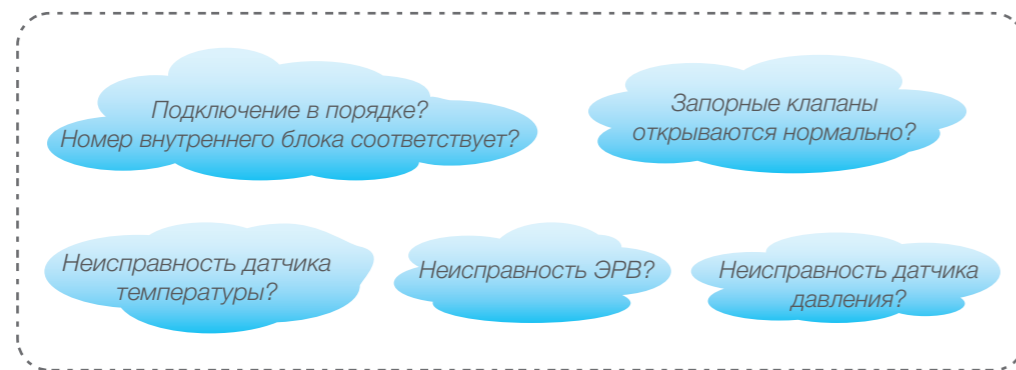 Подключение в порядке?
Номер внутреннего блока соответствует?
Запорные клапаны
открываются нормально?
Неисправность датчика
температуры?
Неисправность ЭРВ?
Неисправность датчика
давления?